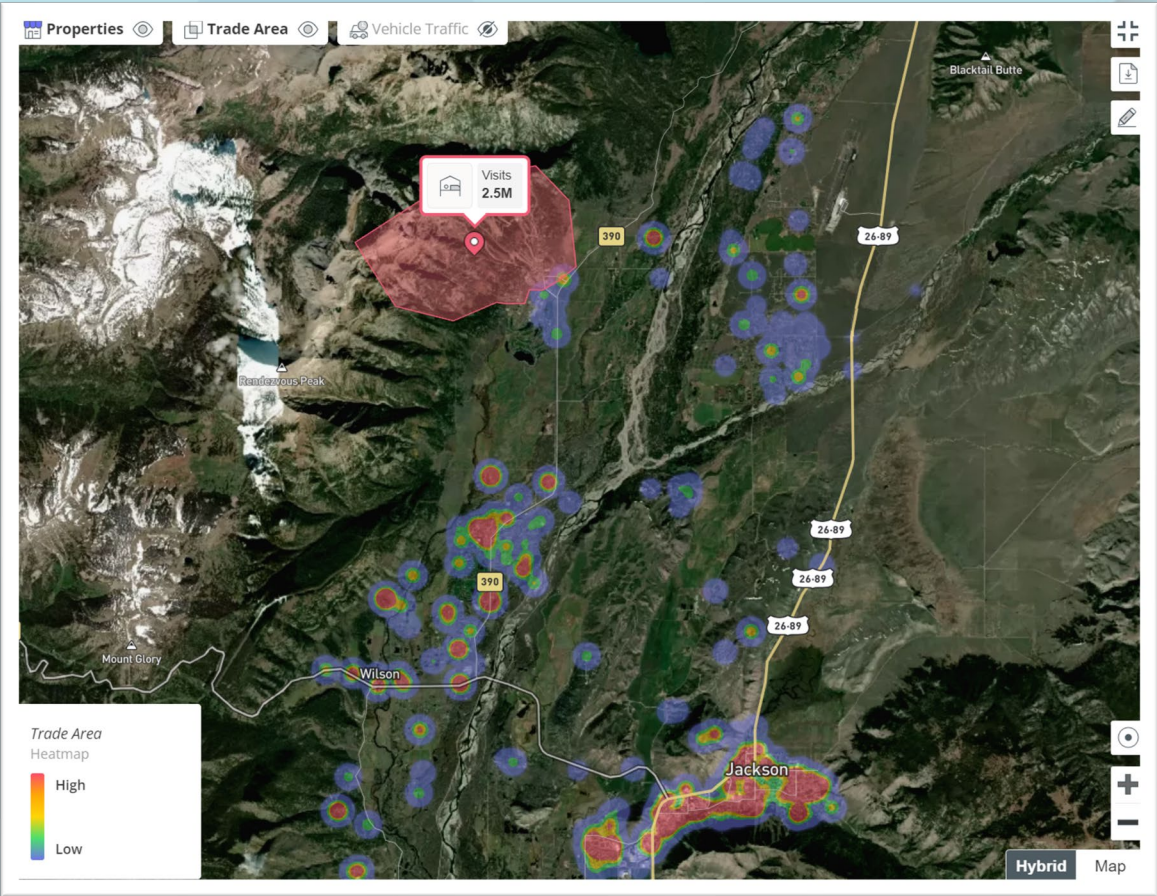 Properties
Trade Area
Vehicle Traffic
Blacktail Butte
Visits
2.5M
390
26-89
Rendezvous Peak
26-89
26-89
390
26-89
Mount Glory
Wilson
Trade Area
Heatmap
High
Low
Jackson
Hybrid
Map